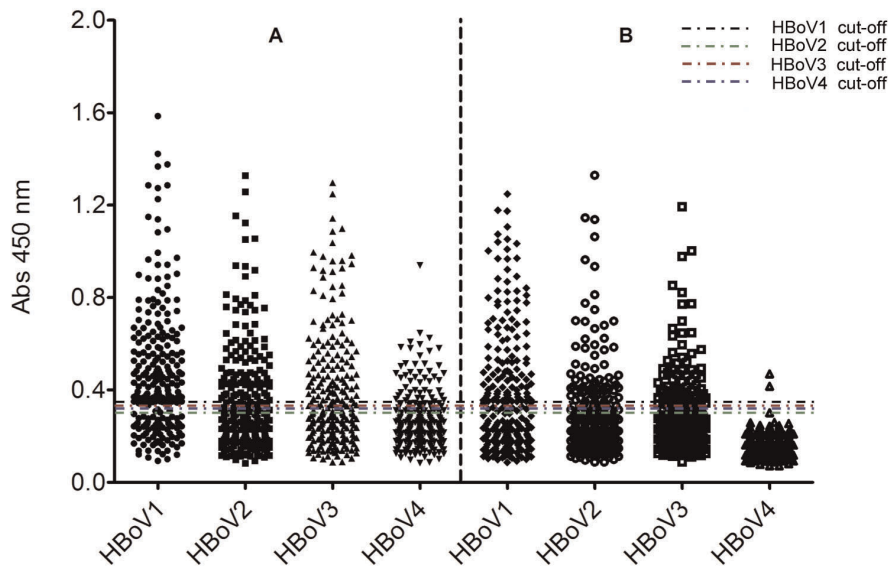 A
B
HBoV1 cut-off
HBoV2 cut-off
HBoV3 cut-off
HBoV4 cut-off
Abs 450 nm
2.0
1.6
1.2
0.8
0.4
0.0
HBoV1
HBoV2
HBoV3
HBoV4
HBoV1
HBoV2
HBoV3
HBoV4